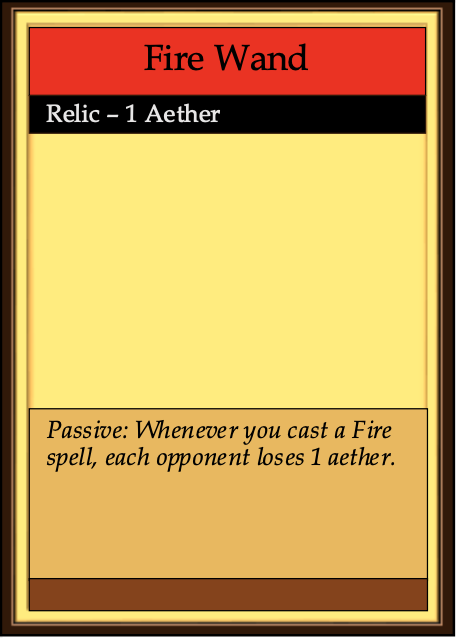 Fire Wand
Relic – 1 Aether
Passive: Whenever you cast a Fire
spell, each opponent loses 1 aether.